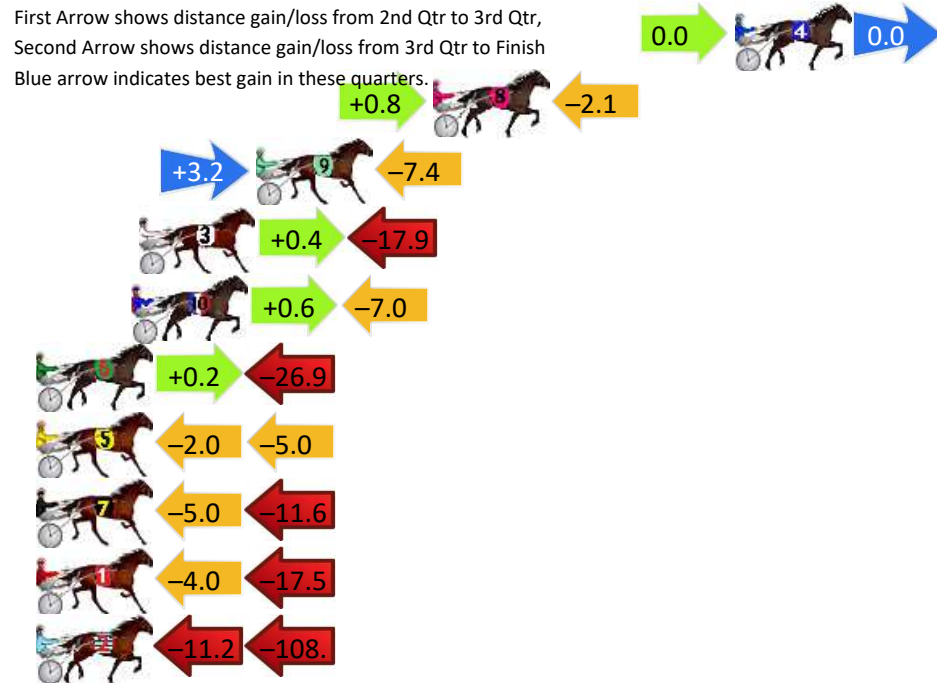 First Arrow shows distance gain/loss from 2nd Qtr to 3rd Qtr,
Second Arrow shows distance gain/loss from 3rd Qtr to Finish
Blue arrow indicates best gain in these quarters.
0.0 4 0.0
+0.8 8 –2.1
+3.2 9 –7.4
3 +0.4 –17.9
10 +0.6 –7.0
6 +0.2 –26.9
5 –2.0 –5.0
7 –5.0 –11.6
1 –4.0 –17.5
2 –11.2 –108.